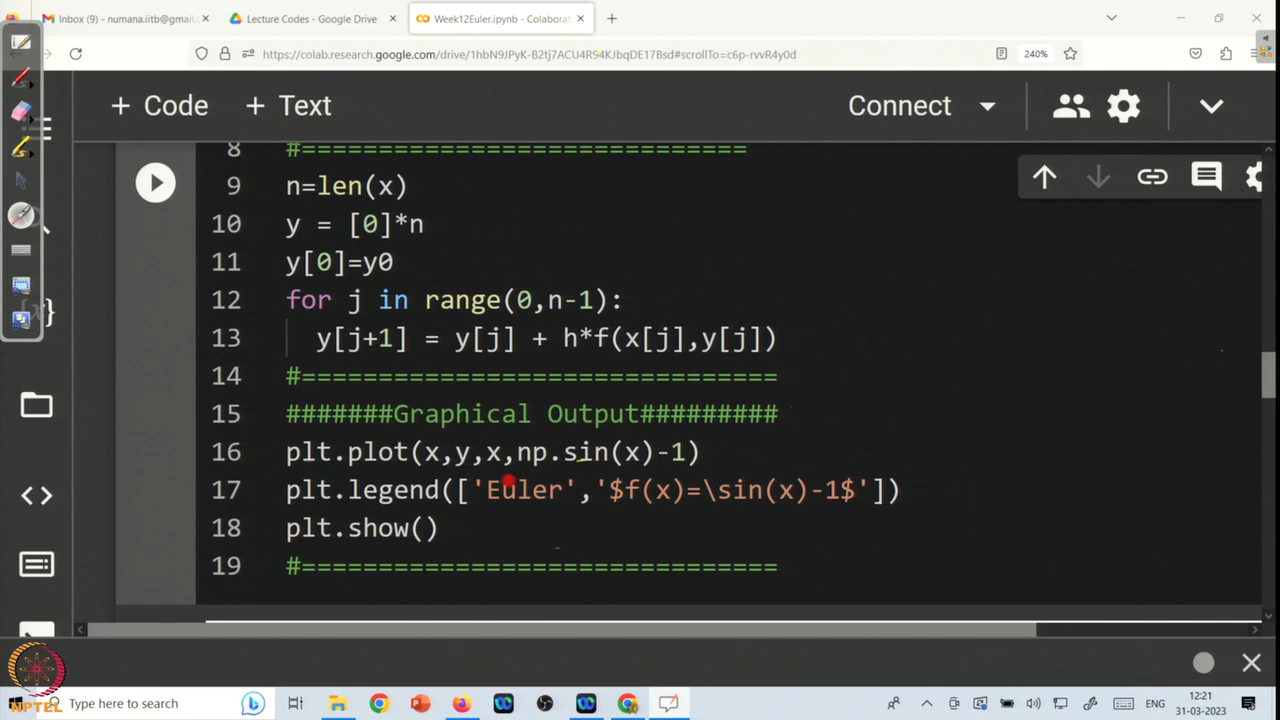 Inbox (9) - numana.iitb@gmail.
Lecture Codes - Google Drive
Week12Euler.ipynb - Colaborat
https://colab.research.google.com/drive/1hbN9JPyK-B2tj7ACU4R54KJbqDE17Bsd#scrollTo=c6p-rvvR4y0d
240%
+ Code + Text
Connect
8 #=============================
9 n=len(x)
10 y = [0]*n
11 y[0]=y0
12 for j in range(0,n-1):
13 y[j+1] = y[j] + h*f(x[j],y[j])
14 #===============================
15 #######Graphical Output#########
16 plt.plot(x,y,x,np.sin(x)-1)
17 plt.legend(['Euler','$f(x)=\sin(x)-1$'])
18 plt.show()
19 #===============================
{x}
NPTEL
Type here to search
ENG
12:21
31-03-2023